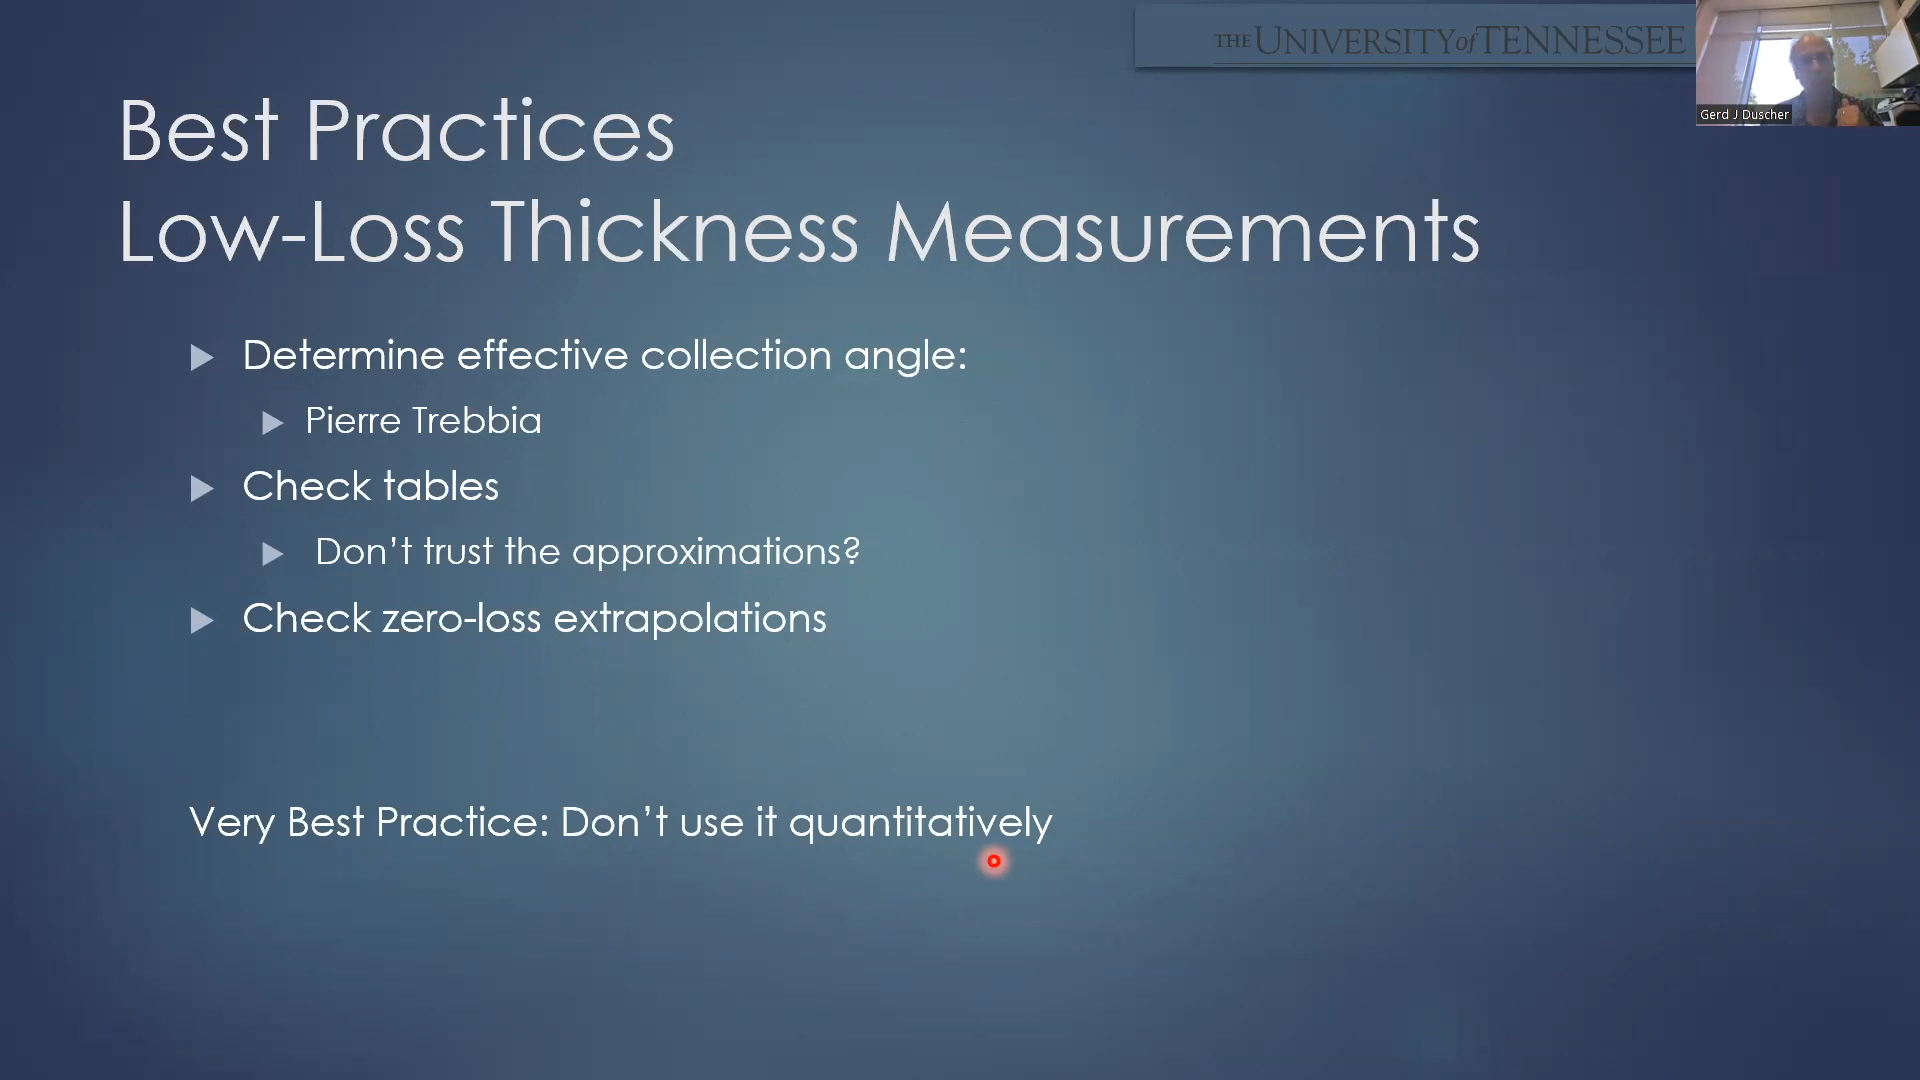 THE UNIVERSITY of TENNESSEE
Gerd J Duscher
Best Practices
Low-Loss Thickness Measurements
Determine effective collection angle:
Pierre Trebbia
Check tables
Don’t trust the approximations?
Check zero-loss extrapolations
Very Best Practice: Don’t use it quantitatively